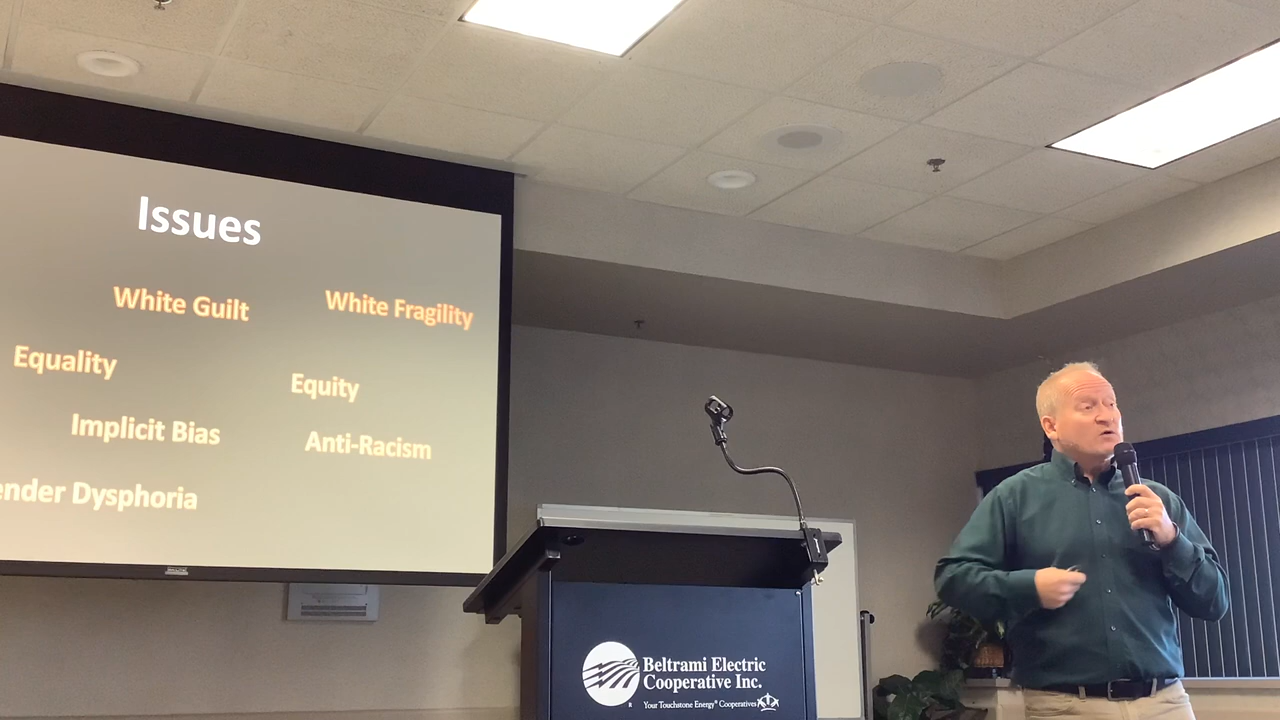 Issues
White Guilt
White Fragility
Equality
Equity
Implicit Bias
Anti-Racism
ender Dysphoria
Beltrami Electric
Cooperative Inc.
Your Touchstone Energy® Cooperative